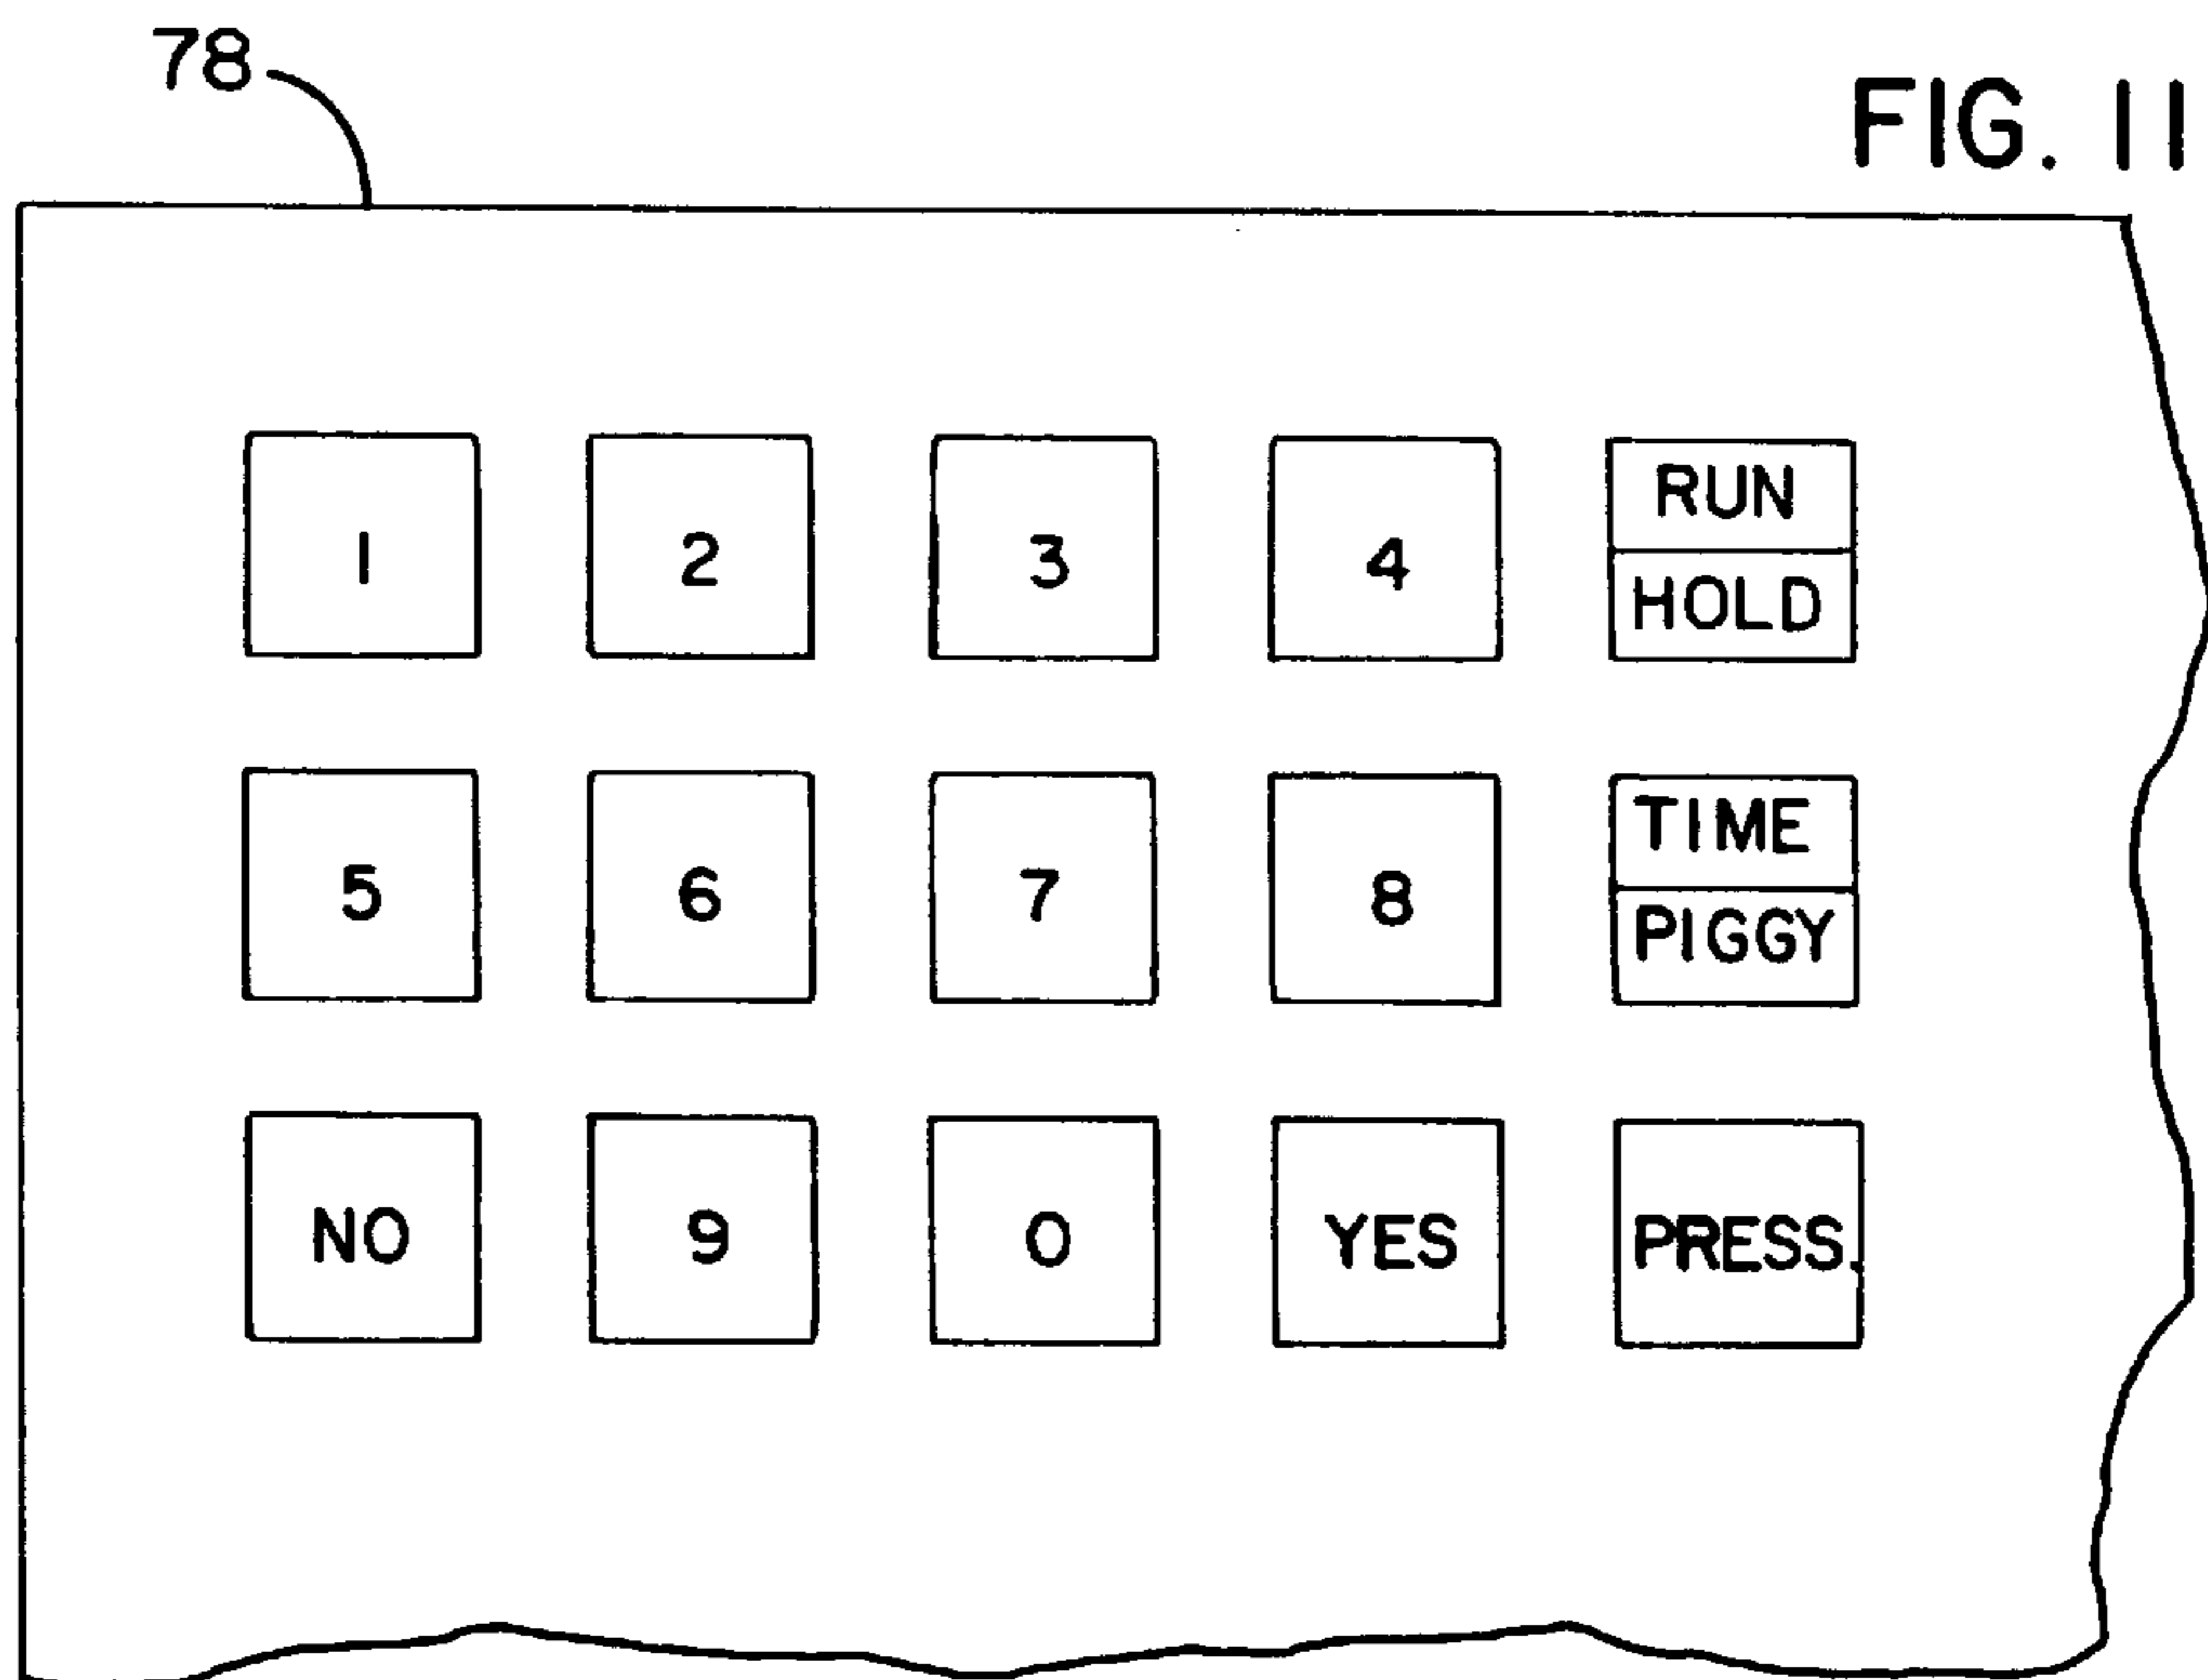 78
FIG. 11
1 2 3 4 RUN
HOLD
5 6 7 8 TIME
PIGGY
NO 9 0 YES PRESS